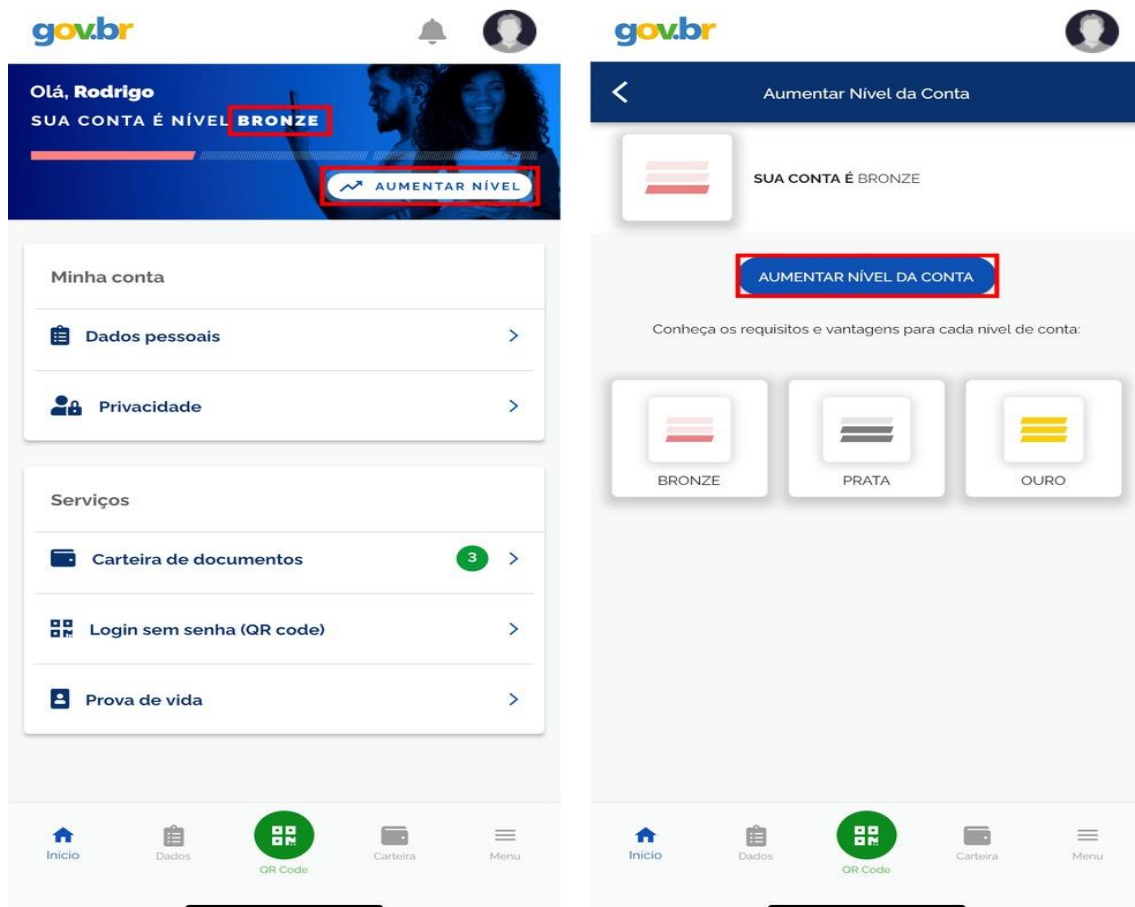 gov.br
Olá, Rodrigo
SUA CONTA É NÍVEL BRONZE
AUMENTAR NÍVEL
Minha conta
Dados pessoais
Privacidade
Serviços
Carteira de documentos
3
Login sem senha (QR code)
Prova de vida
Início
Dados
QR Code
Carteira
Menu
gov.br
Aumentar Nível da Conta
SUA CONTA É BRONZE
AUMENTAR NÍVEL DA CONTA
Conheça os requisitos e vantagens para cada nível de conta:
BRONZE
PRATA
OURO
Início
Dados
QR Code
Carteira
Menu